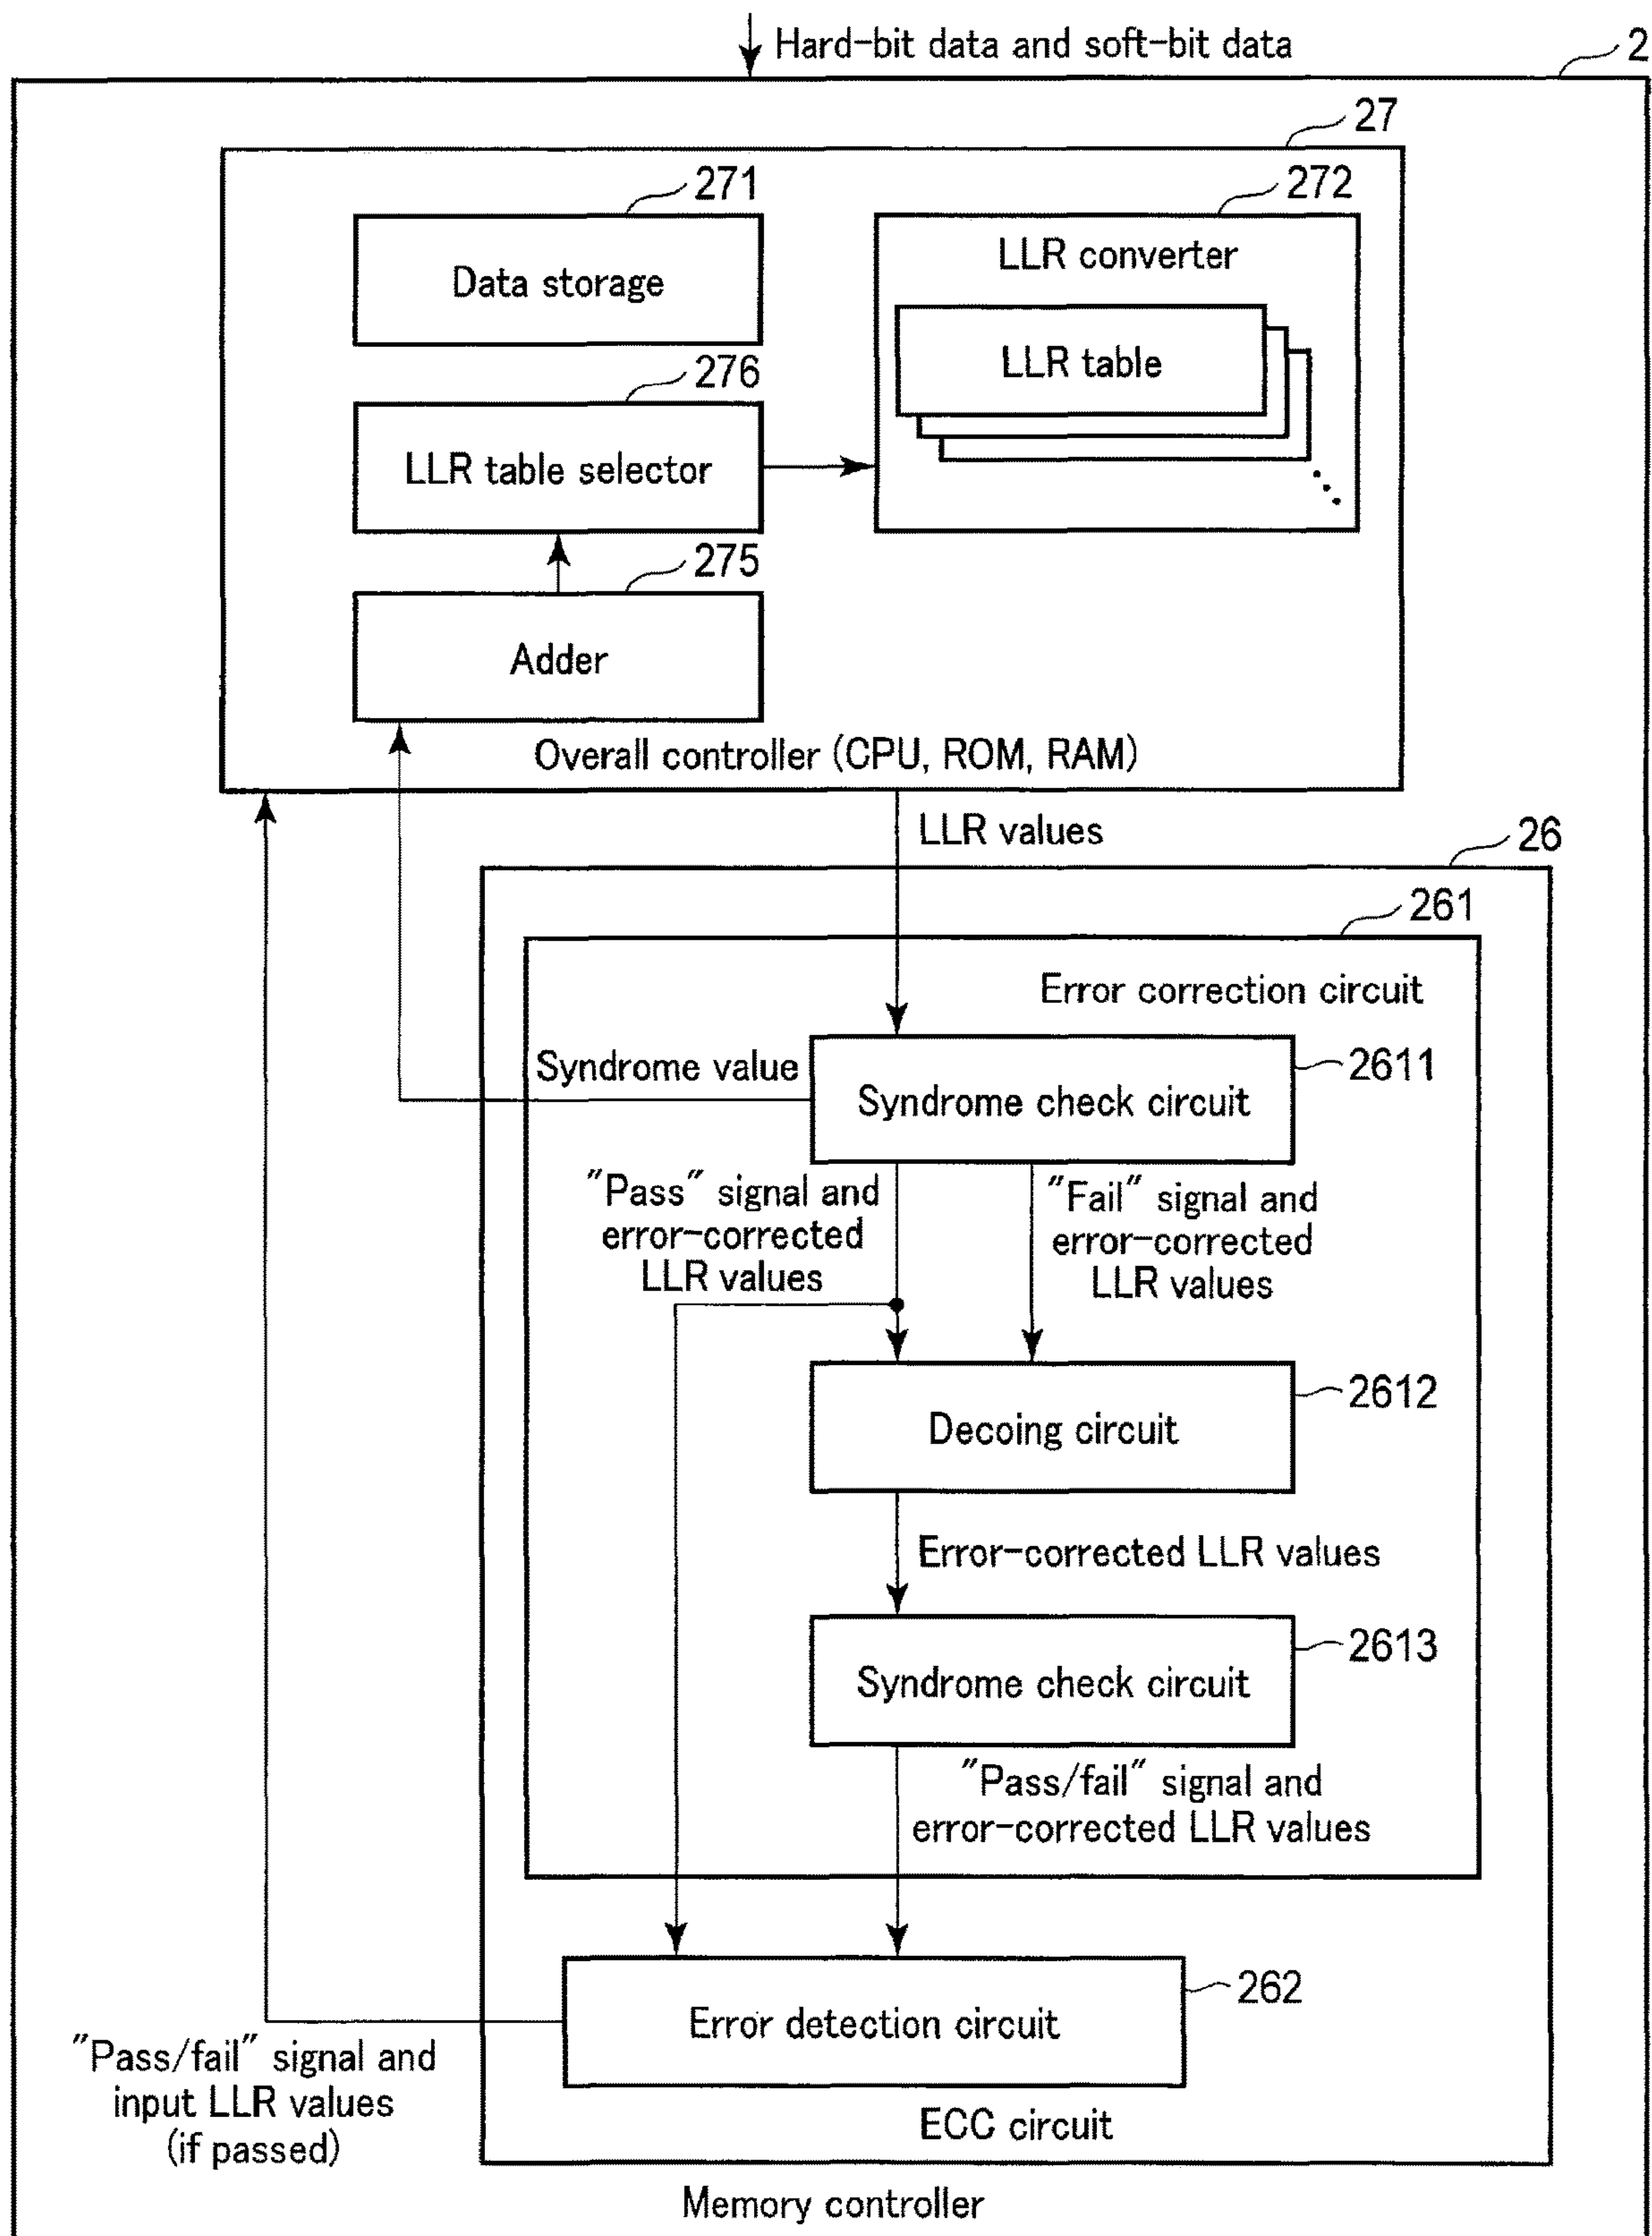 Hard-bit data and soft-bit data
2
27
271
272
Data storage
LLR converter
LLR table
276
LLR table selector
275
Adder
Overall controller (CPU, ROM, RAM)
LLR values
26
261
Error correction circuit
Syndrome value
2611
Syndrome check circuit
"Pass" signal and
error-corrected
LLR values
"Fail" signal and
error-corrected
LLR values
2612
Decoing circuit
Error-corrected LLR values
2613
Syndrome check circuit
"Pass/fail" signal and
error-corrected LLR values
262
Error detection circuit
"Pass/fail" signal and
input LLR values
(if passed)
ECC circuit
Memory controller